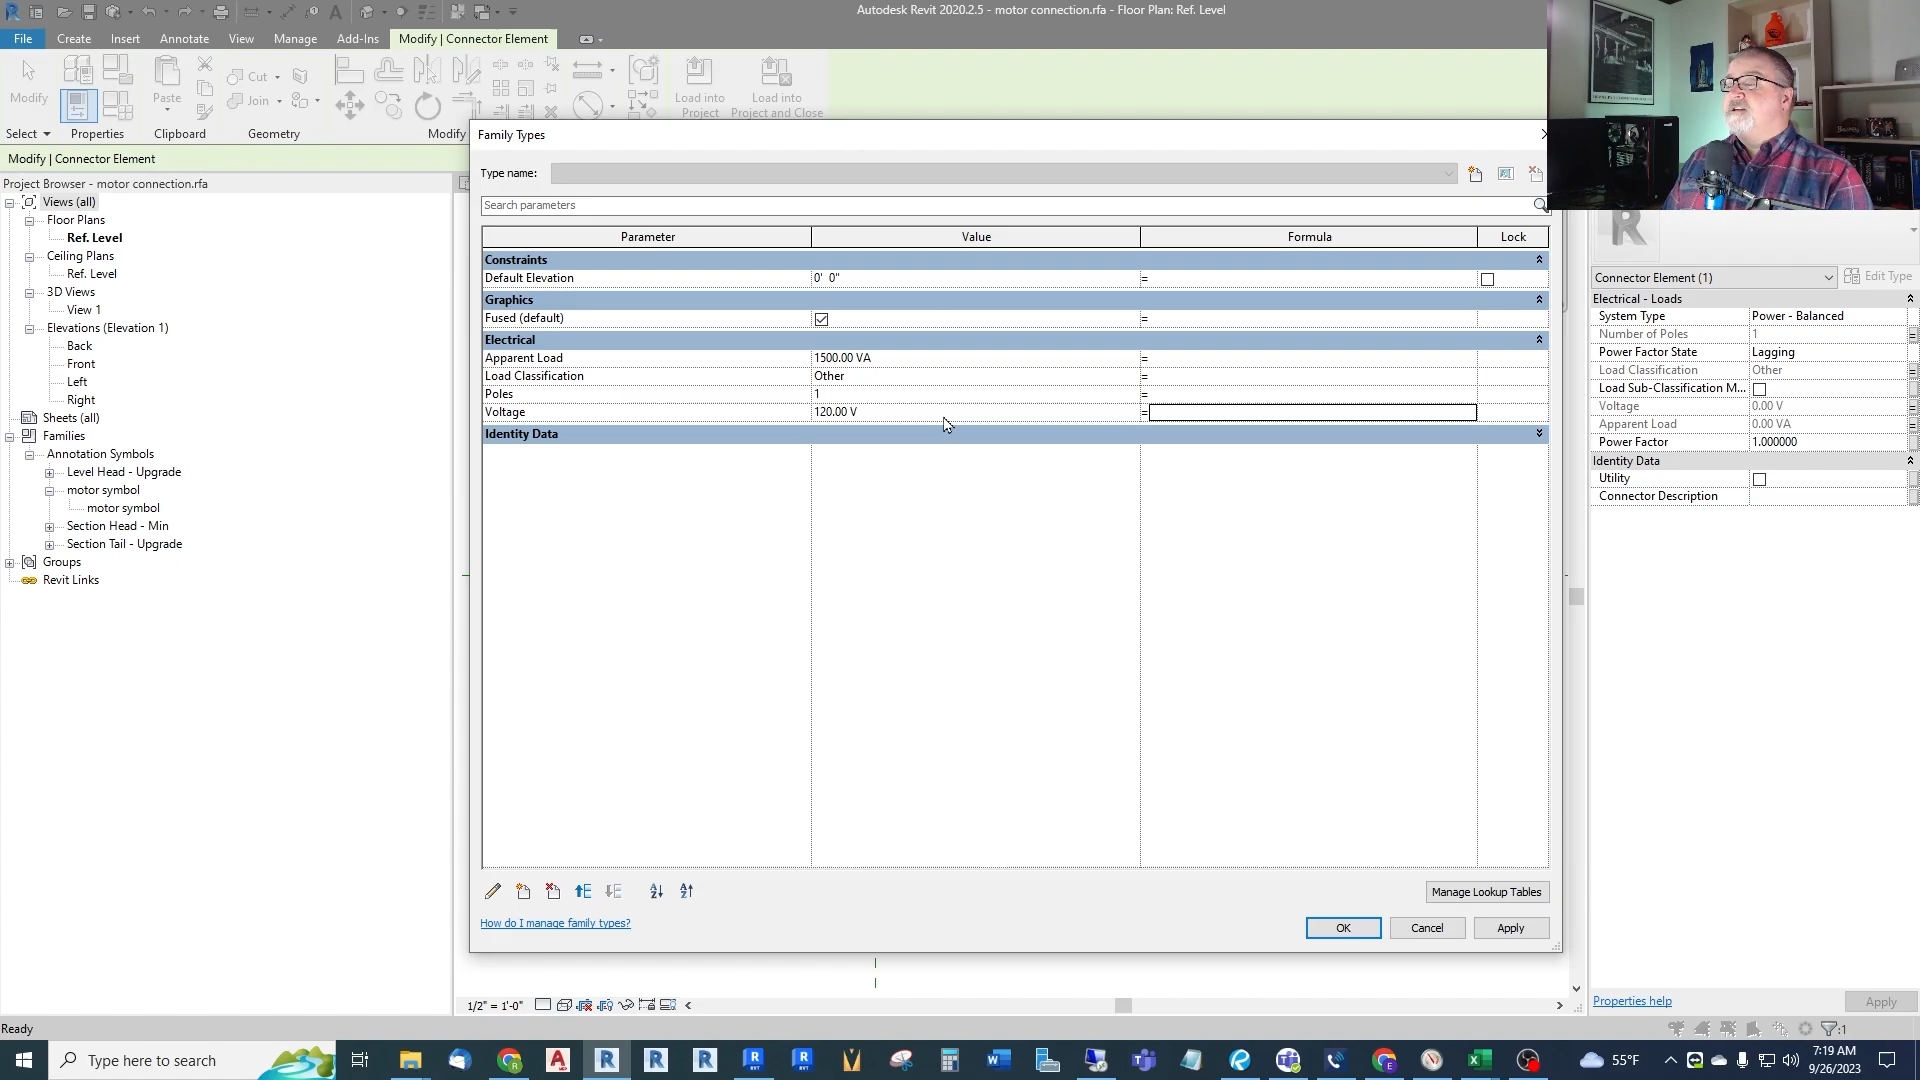 Autodesk Revit 2020.2.5 - motor connection.rfa - Floor Plan: Ref. Level
File Create Insert Annotate View Manage Add-Ins Modify | Connector Element
Modify
Paste
Cut
Join
Load into Project
Load into Project and Close
Select Properties Clipboard Geometry Modify
Modify | Connector Element
Project Browser - motor connection.rfa
Views (all)
Floor Plans
Ref. Level
Ceiling Plans
Ref. Level
3D Views
View 1
Elevations (Elevation 1)
Back
Front
Left
Right
Sheets (all)
Families
Annotation Symbols
Level Head - Upgrade
motor symbol
motor symbol
Section Head - Min
Section Tail - Upgrade
Groups
Revit Links
Family Types
Type name:
Search parameters
Parameter Value Formula Lock
Constraints
Default Elevation 0' 0" =
Graphics
Fused (default) =
Electrical
Apparent Load 1500.00 VA =
Load Classification Other =
Poles 1 =
Voltage 120.00 V =
Identity Data
Manage Lookup Tables
How do I manage family types?
OK Cancel Apply
Connector Element (1) Edit Type
Electrical - Loads
System Type Power - Balanced
Number of Poles 1
Power Factor State Lagging
Load Classification Other
Load Sub-Classification M...
Voltage 0.00 V
Apparent Load 0.00 VA
Power Factor 1.000000
Identity Data
Utility
Connector Description
Properties help Apply
1/2" = 1'-0"
Ready
:1
Type here to search
55°F
7:19 AM
9/26/2023